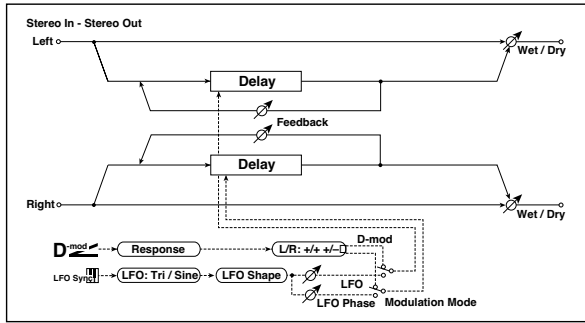 Stereo In - Stereo Out
Left
Wet / Dry
Delay
Feedback
Delay
Right
Wet / Dry
D-mod
Response
L/R: +/+ +/–
D-mod
LFO Sync
LFO: Tri / Sine
LFO Shape
LFO
LFO Phase
Modulation Mode